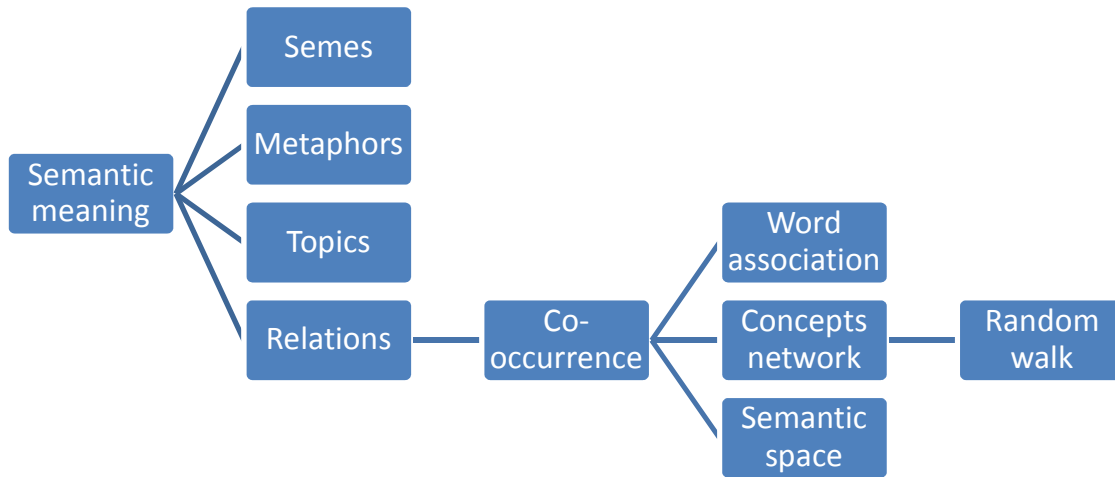 Semes
Metaphors
Semantic
meaning
Topics
Relations
Co-
occurrence
Word
association
Concepts
network
Semantic
space
Random
walk